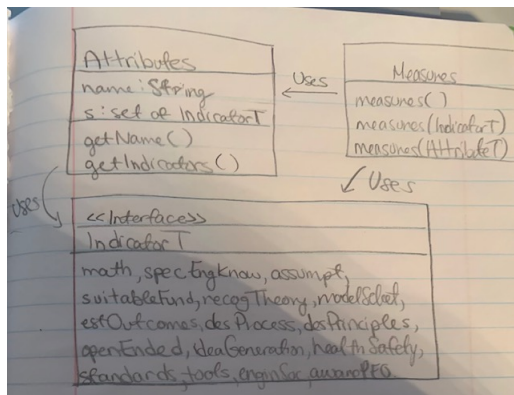 Attributes
name: String
s: set of IndicatorT
getName()
getIndicators()
Uses
Measures
measures()
measures(IndicatorT)
measures(AttributeT)
Uses
Uses
<<Interface>>
IndicatorT
math, specEngKnow, assumpt,
suitableFund, recogTheory, modelSelect,
estOutcomes, desProcess, desPrinciples,
openEnded, ideaGeneration, healthSafety,
standards, tools, engInSoc, awarePEO